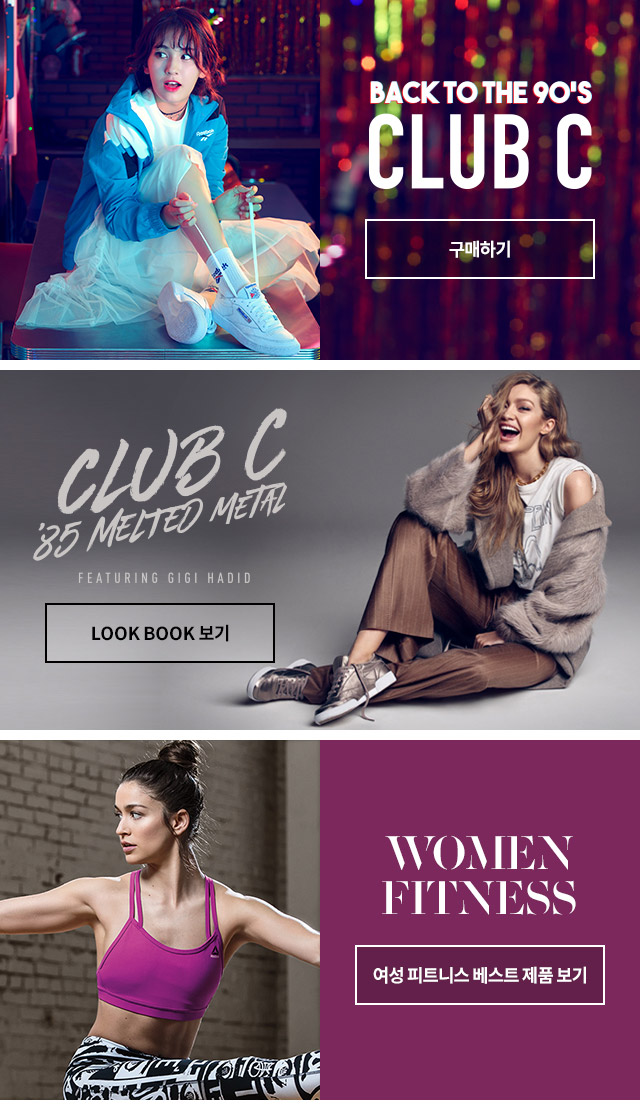 BACK TO THE 90'S
CLUB C
구매하기
Reebok
CLUB C
'85 MELTED METAL
FEATURING GIGI HADID
LOOK BOOK 보기
WOMEN
FITNESS
여성 피트니스 베스트 제품 보기